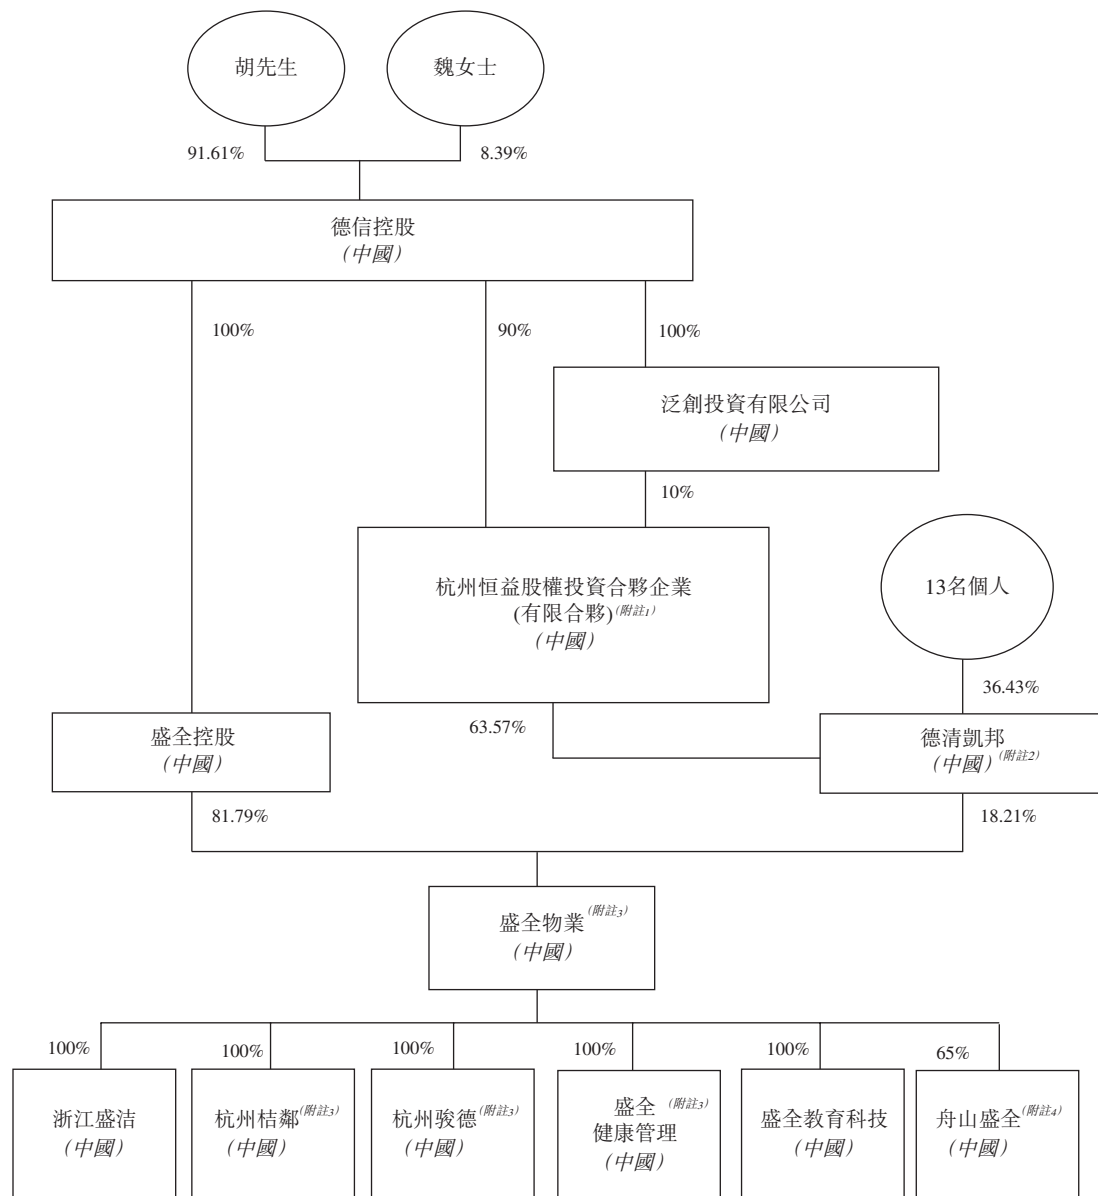 胡先生
魏女士
91.61%
8.39%
德信控股
（中國）
100%
90%
100%
泛創投資有限公司
（中國）
10%
杭州恒益股權投資合夥企業
(有限合夥)(附註1)
（中國）
13名個人
36.43%
63.57%
盛全控股
（中國）
德清凱邦
（中國）(附註2)
81.79%
18.21%
盛全物業(附註3)
（中國）
100%
100%
100%
100%
100%
65%
浙江盛洁
（中國）
杭州桔鄰(附註3)
（中國）
杭州骏德(附註3)
（中國）
盛全(附註3)
健康管理
（中國）
盛全教育科技
（中國）
舟山盛全(附註4)
（中國）